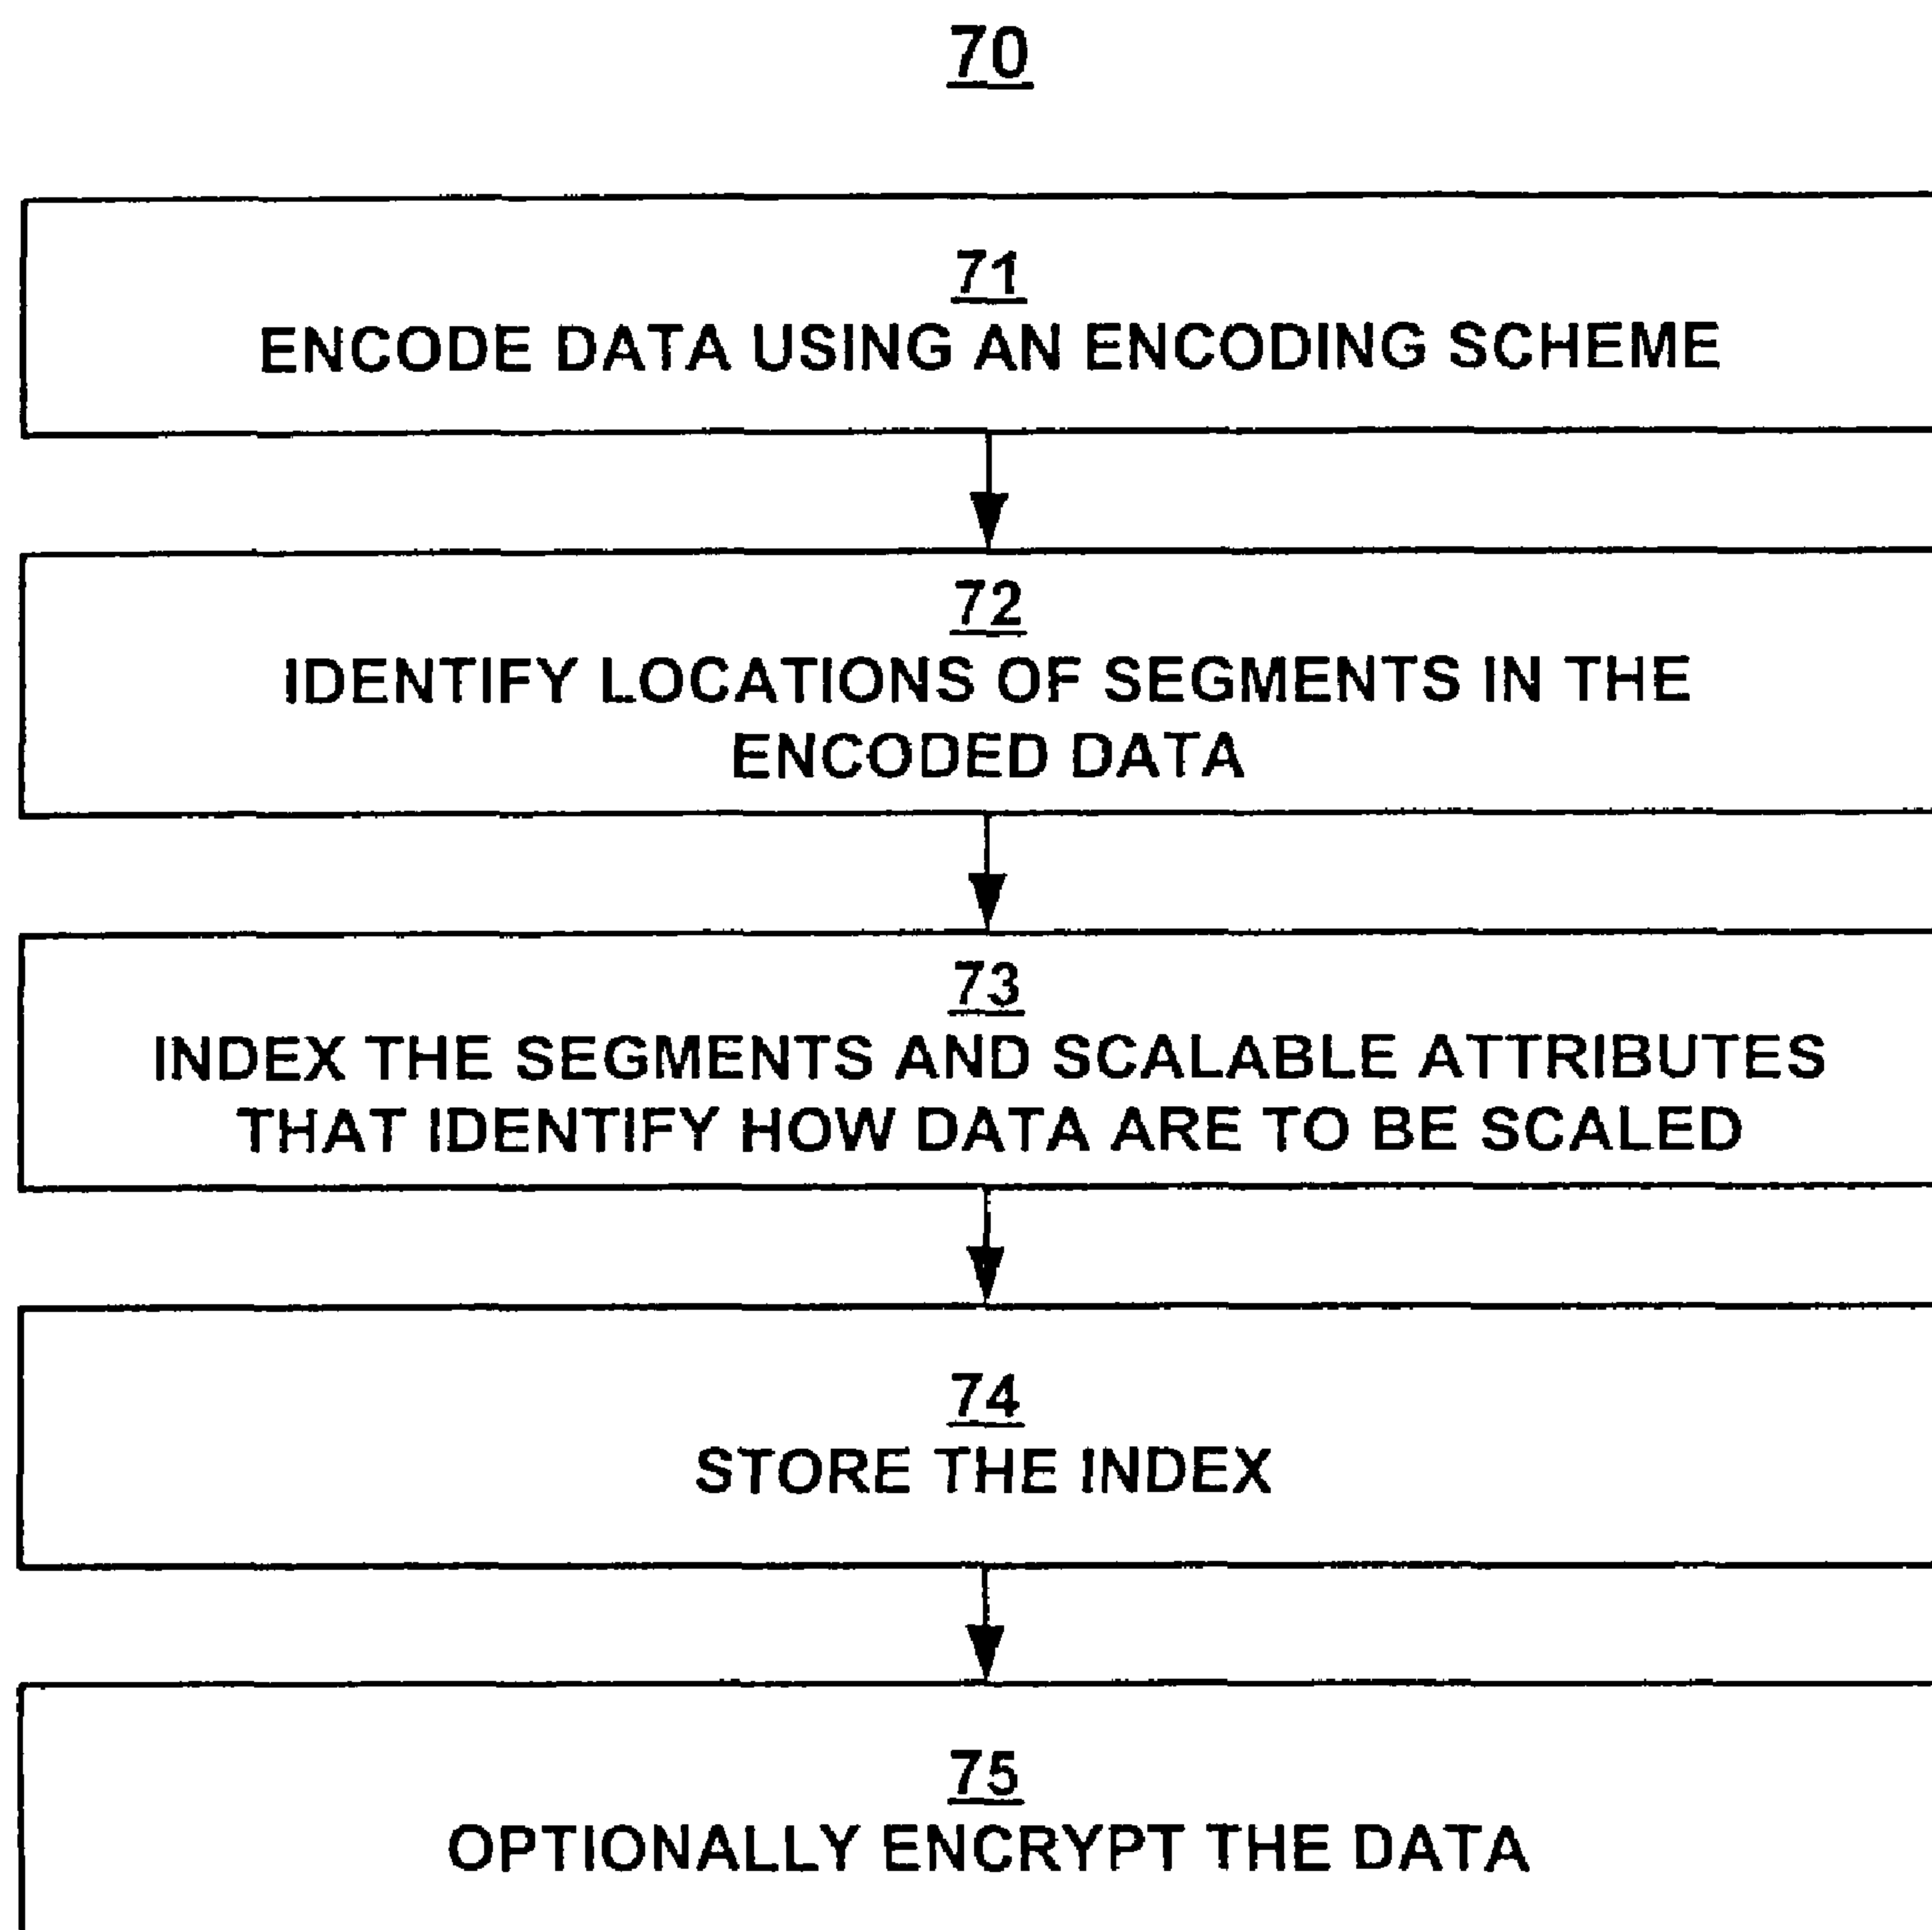 70
71
ENCODE DATA USING AN ENCODING SCHEME
72
IDENTIFY LOCATIONS OF SEGMENTS IN THE
ENCODED DATA
73
INDEX THE SEGMENTS AND SCALABLE ATTRIBUTES
THAT IDENTIFY HOW DATA ARE TO BE SCALED
74
STORE THE INDEX
75
OPTIONALLY ENCRYPT THE DATA